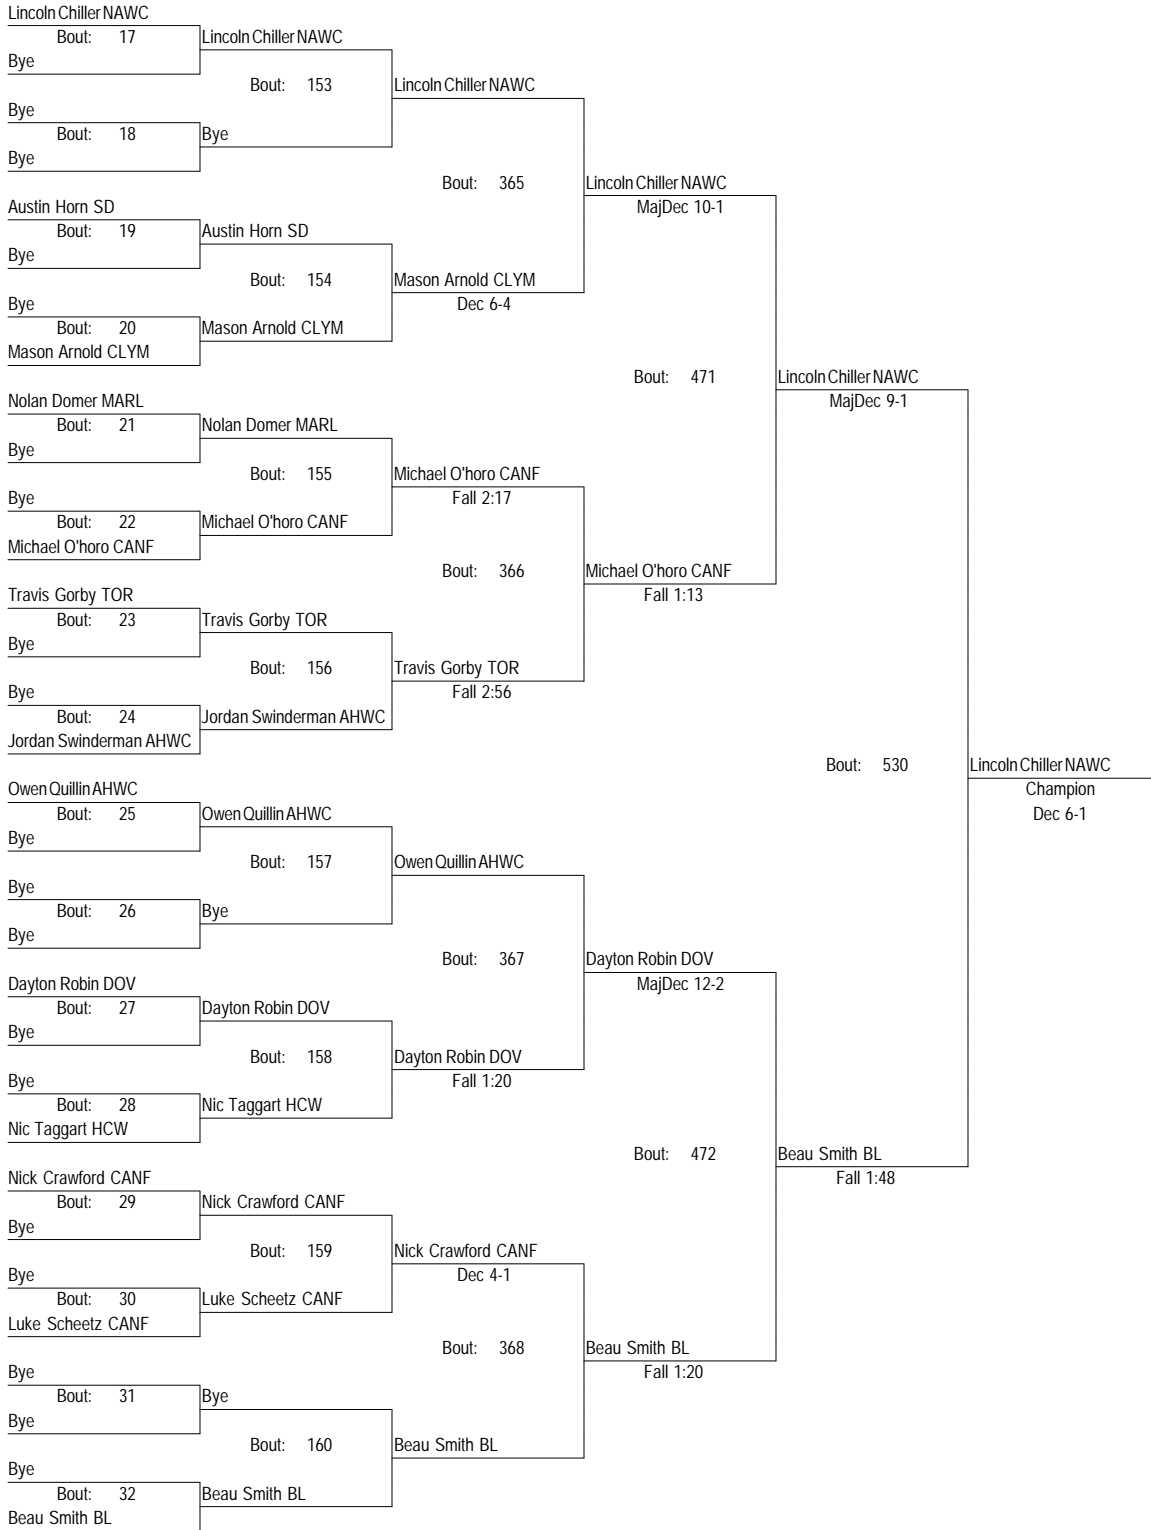 Lincoln Chiller NAWC
Bout: 17 Lincoln Chiller NAWC
Bye
Bout: 153 Lincoln Chiller NAWC
Bye
Bout: 18 Bye
Bye
Bout: 365 Lincoln Chiller NAWC
MajDec 10-1
Austin Horn SD
Bout: 19 Austin Horn SD
Bye
Bout: 154 Mason Arnold CLYM
Dec 6-4
Bye
Bout: 20 Mason Arnold CLYM
Mason Arnold CLYM
Bout: 471 Lincoln Chiller NAWC
MajDec 9-1
Nolan Domer MARL
Bout: 21 Nolan Domer MARL
Bye
Bout: 155 Michael O'horo CANF
Fall 2:17
Bye
Bout: 22 Michael O'horo CANF
Michael O'horo CANF
Bout: 366 Michael O'horo CANF
Fall 1:13
Travis Gorby TOR
Bout: 23 Travis Gorby TOR
Bye
Bout: 156 Travis Gorby TOR
Fall 2:56
Bye
Bout: 24 Jordan Swinderman AHWC
Jordan Swinderman AHWC
Bout: 530 Lincoln Chiller NAWC
Champion
Dec 6-1
Owen Quillin AHWC
Bout: 25 Owen Quillin AHWC
Bye
Bout: 157 Owen Quillin AHWC
Bye
Bout: 26 Bye
Bye
Bout: 367 Dayton Robin DOV
MajDec 12-2
Dayton Robin DOV
Bout: 27 Dayton Robin DOV
Bye
Bout: 158 Dayton Robin DOV
Fall 1:20
Bye
Bout: 28 Nic Taggart HCW
Nic Taggart HCW
Bout: 472 Beau Smith BL
Fall 1:48
Nick Crawford CANF
Bout: 29 Nick Crawford CANF
Bye
Bout: 159 Nick Crawford CANF
Dec 4-1
Bye
Bout: 30 Luke Scheetz CANF
Luke Scheetz CANF
Bout: 368 Beau Smith BL
Fall 1:20
Bye
Bout: 31 Bye
Bye
Bout: 160 Beau Smith BL
Bye
Bout: 32 Beau Smith BL
Beau Smith BL